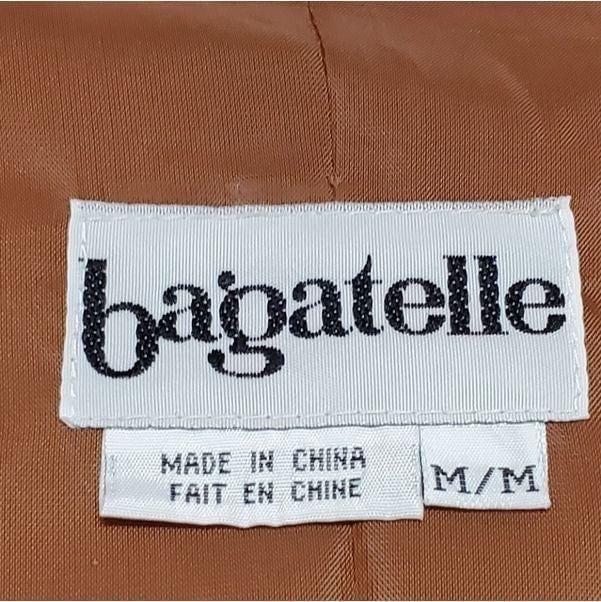 bagatelle
MADE IN CHINA
FAIT EN CHINE
M/M